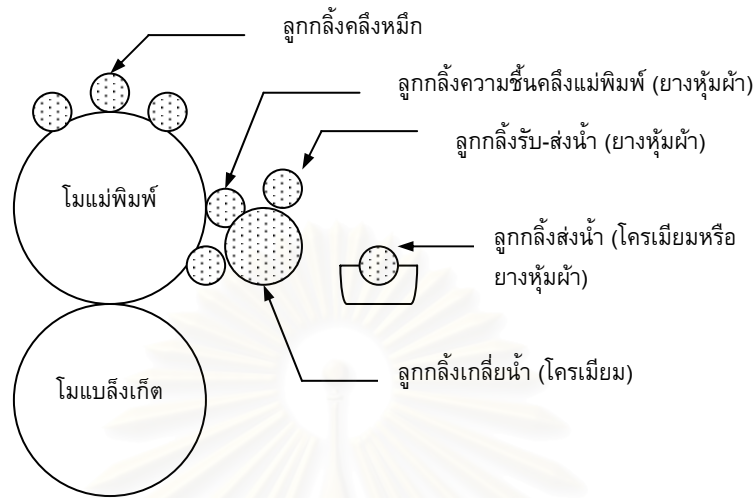 ลูกกลิ้งคลึงหมึก
ลูกกลิ้งความชื้นคลึงแม่พิมพ์ (ยางหุ้มผ้า)
ลูกกลิ้งรับ-ส่งน้ำ (ยางหุ้มผ้า)
โมแม่พิมพ์
ลูกกลิ้งส่งน้ำ (โครเมียมหรือ
ยางหุ้มผ้า)
ลูกกลิ้งเกลี่ยน้ำ (โครเมียม)
โมแบล็งเก็ต